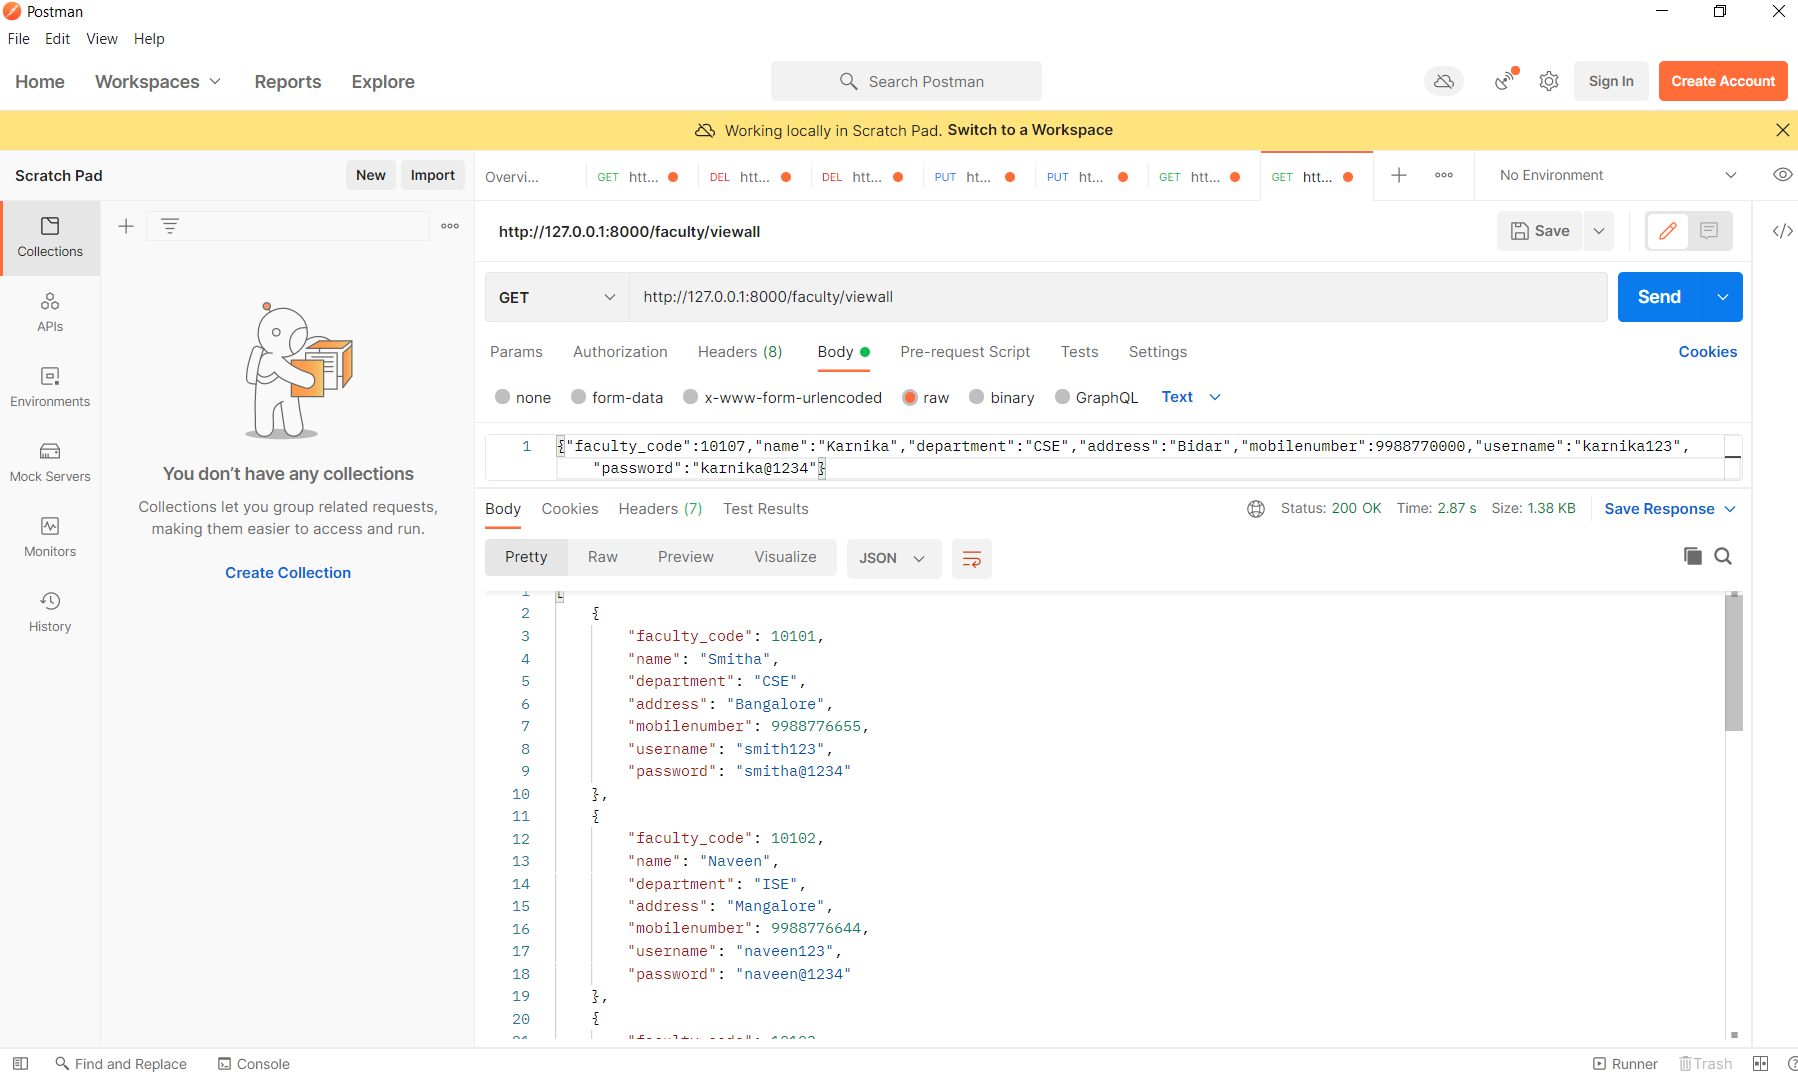 Postman
File Edit View Help
Home Workspaces Reports Explore Search Postman Sign In Create Account
Working locally in Scratch Pad. Switch to a Workspace
Scratch Pad New Import Overvi... GET htt... DEL htt... DEL htt... PUT ht... PUT ht... GET htt... GET htt... No Environment
Collections
APIs
Environments
Mock Servers
Monitors
History
You don’t have any collections
Collections let you group related requests,
making them easier to access and run.
Create Collection
http://127.0.0.1:8000/faculty/viewall Save
GET http://127.0.0.1:8000/faculty/viewall Send
Params Authorization Headers (8) Body Pre-request Script Tests Settings Cookies
none form-data x-www-form-urlencoded raw binary GraphQL Text
1 {"faculty_code":10107,"name":"Karnika","department":"CSE","address":"Bidar","mobilenumber":9988770000,"username":"karnika123",
"password":"karnika@1234"}
Body Cookies Headers (7) Test Results Status: 200 OK Time: 2.87 s Size: 1.38 KB Save Response
Pretty Raw Preview Visualize JSON
1 [
2 {
3 "faculty_code": 10101,
4 "name": "Smitha",
5 "department": "CSE",
6 "address": "Bangalore",
7 "mobilenumber": 9988776655,
8 "username": "smith123",
9 "password": "smitha@1234"
10 },
11 {
12 "faculty_code": 10102,
13 "name": "Naveen",
14 "department": "ISE",
15 "address": "Mangalore",
16 "mobilenumber": 9988776644,
17 "username": "naveen123",
18 "password": "naveen@1234"
19 },
20 {
21 "faculty_code": 10103
Find and Replace Console Runner Trash